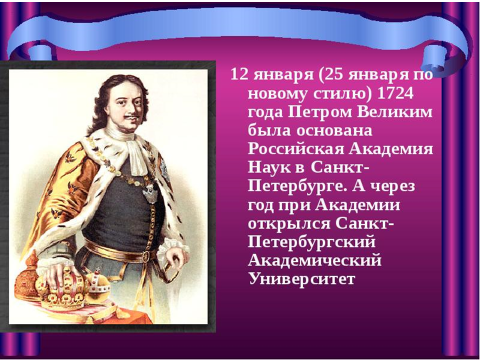 12 января (25 января по
новому стилю) 1724
года Петром Великим
была основана
Российская Академия
Наук в Санкт-
Петербурге. А через
год при Академии
открылся Санкт-
Петербургский
Академический
Университет